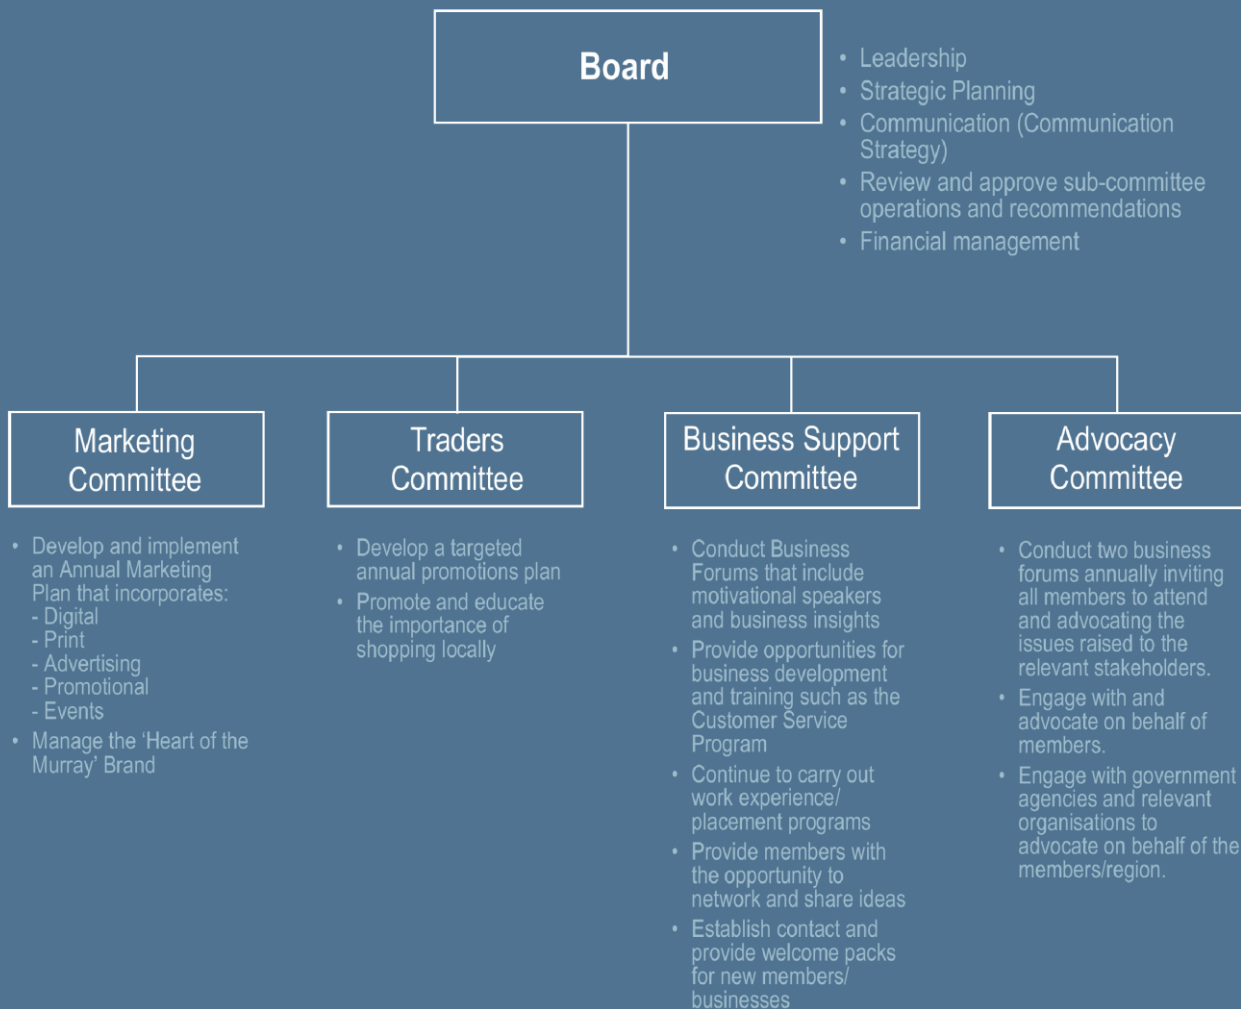 Board
• Leadership
• Strategic Planning
• Communication (Communication
Strategy)
• Review and approve sub-committee
operations and recommendations
• Financial management
Marketing
Committee
• Develop and implement
an Annual Marketing
Plan that incorporates:
- Digital
- Print
- Advertising
- Promotional
- Events
• Manage the ‘Heart of the
Murray’ Brand
Traders
Committee
• Develop a targeted
annual promotions plan
• Promote and educate
the importance of
shopping locally
Business Support
Committee
• Conduct Business
Forums that include
motivational speakers
and business insights
• Provide opportunities for
business development
and training such as the
Customer Service
Program
• Continue to carry out
work experience/
placement programs
• Provide members with
the opportunity to
network and share ideas
• Establish contact and
provide welcome packs
for new members/
businesses
Advocacy
Committee
• Conduct two business
forums annually inviting
all members to attend
and advocating the
issues raised to the
relevant stakeholders.
• Engage with and
advocate on behalf of
members.
• Engage with government
agencies and relevant
organisations to
advocate on behalf of the
members/region.